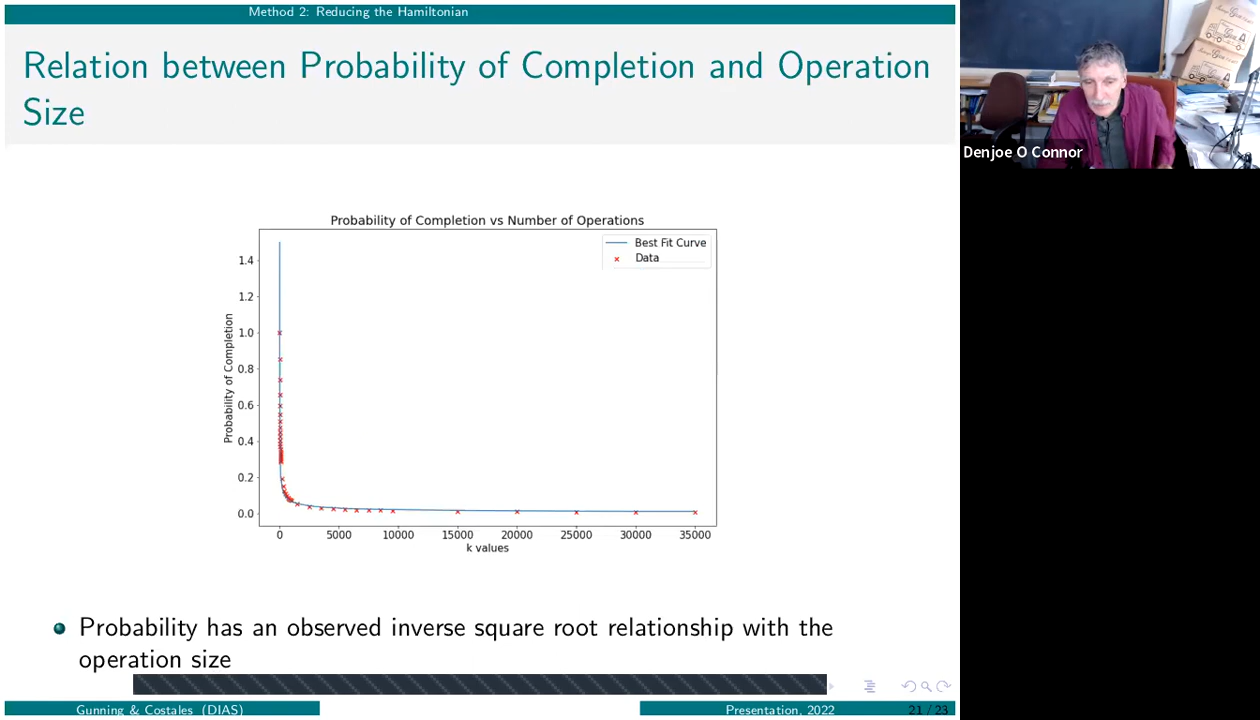 Method 2: Reducing the Hamiltonian
Relation between Probability of Completion and Operation
Size
Probability of Completion vs Number of Operations
Best Fit Curve
Data
Probability of Completion
1.4
1.2
1.0
0.8
0.6
0.4
0.2
0.0
0 5000 10000 15000 20000 25000 30000 35000
k values
Probability has an observed inverse square root relationship with the
operation size
Gunning & Costales (DIAS)
Presentation, 2022
21 / 23
Denjoe O Connor